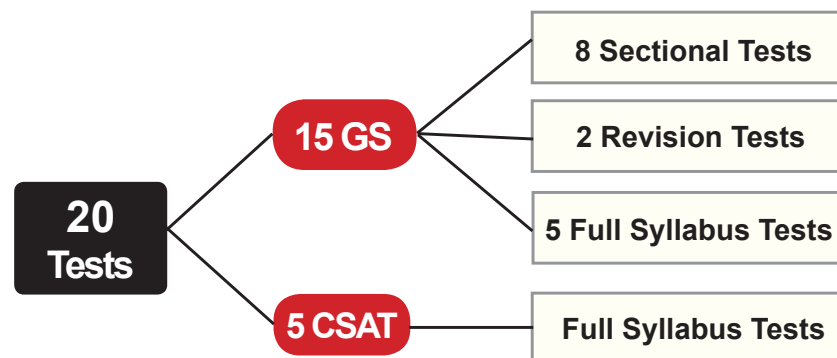 20
Tests
15 GS
8 Sectional Tests
2 Revision Tests
5 Full Syllabus Tests
5 CSAT
Full Syllabus Tests